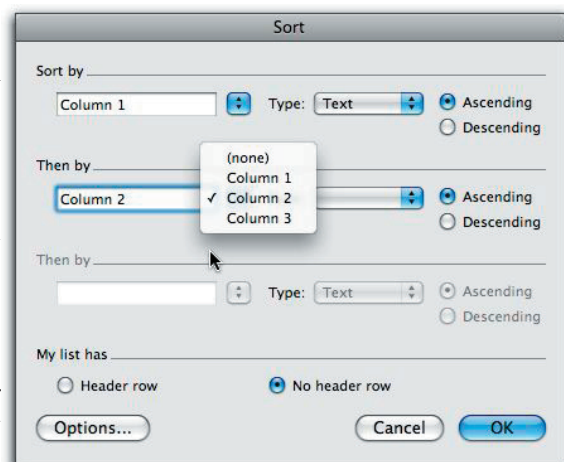 Sort
Sort by
Column 1 Type: Text Ascending
Descending
Then by
(none)
Column 1
Column 2 ✓ Column 2 Ascending
Column 3 Descending
Then by
Type: Text Ascending
Descending
My list has
Header row No header row
Options... Cancel OK